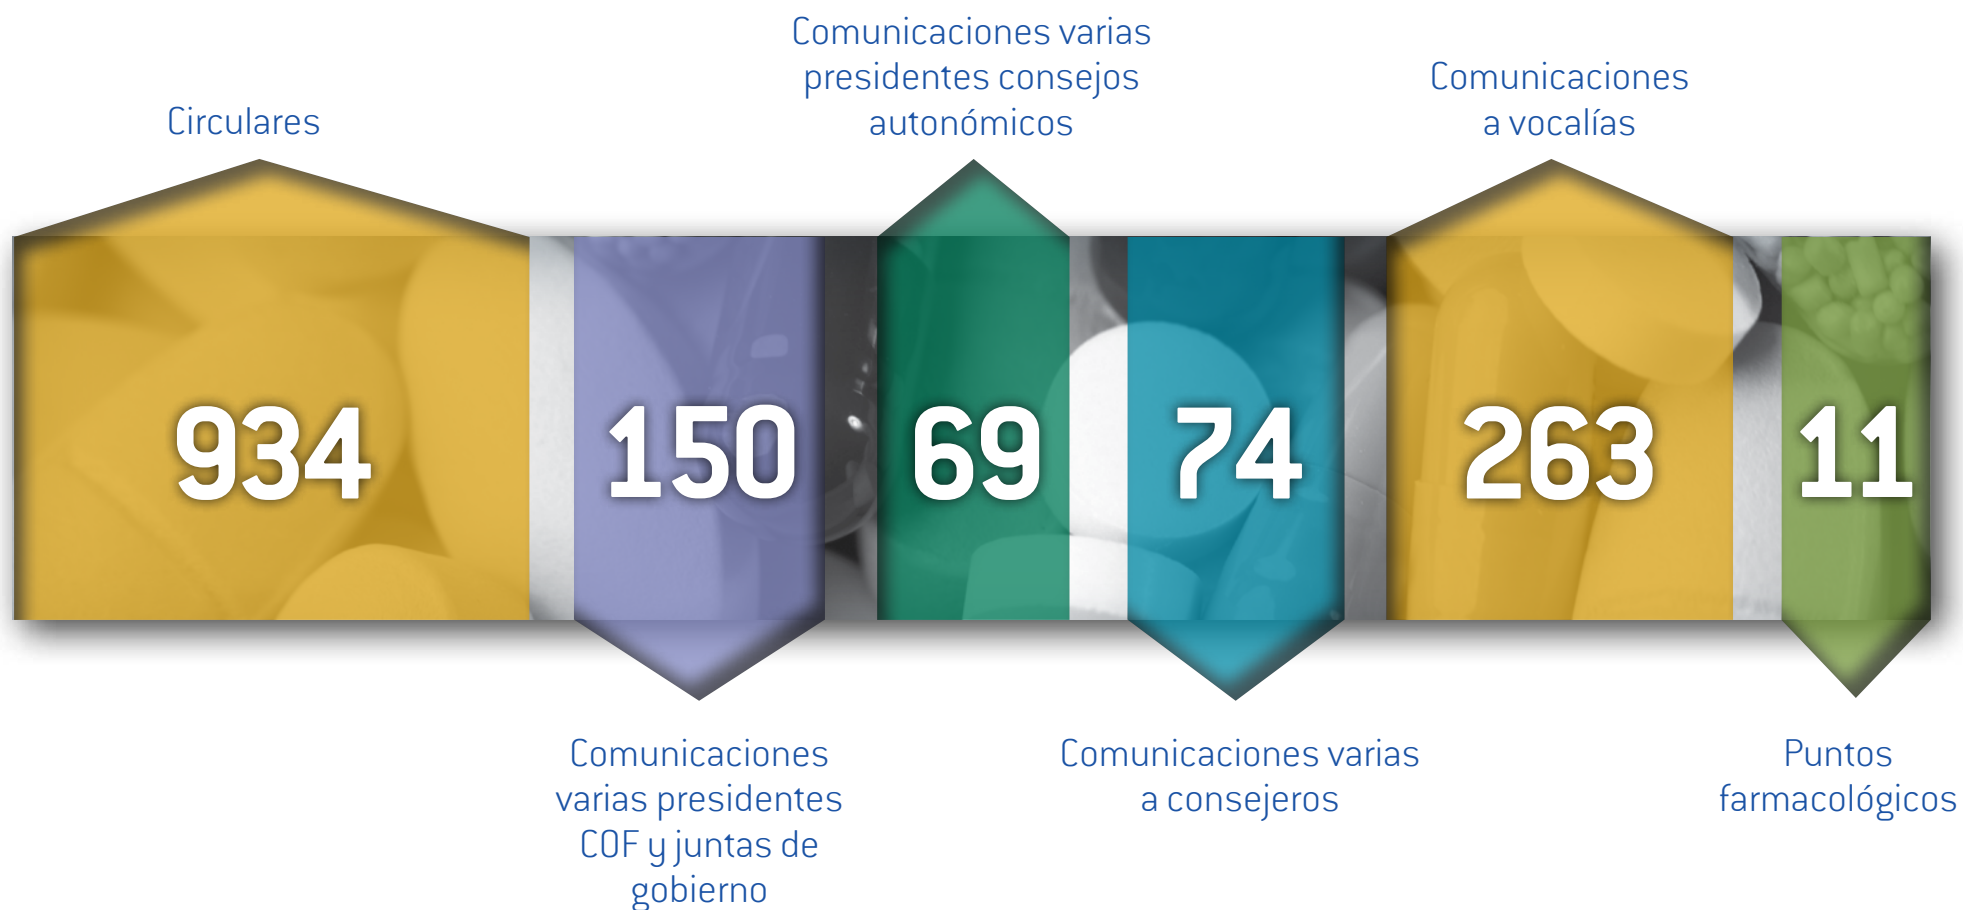 Comunicaciones varias
presidentes consejos
autonómicos
Comunicaciones
a vocalías
Circulares
934
150
69
74
263
11
Comunicaciones
varias presidentes
COF y juntas de
gobierno
Comunicaciones varias
a consejeros
Puntos
farmacológicos